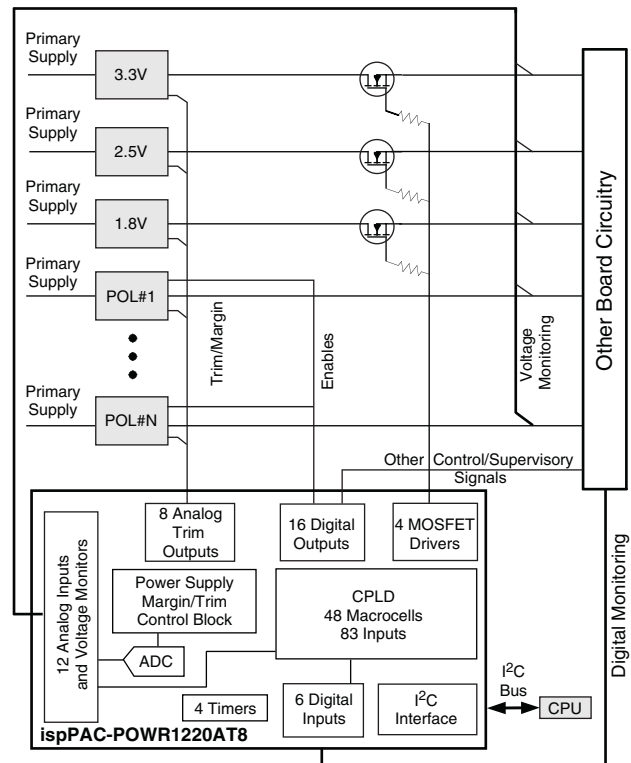 Primary
Supply
3.3V
Primary
Supply
2.5V
Primary
Supply
1.8V
Primary
Supply
POL#1
Primary
Supply
POL#N
Trim/Margin
Enables
Voltage
Monitoring
Other Board Circuitry
Other Control/Supervisory
Signals
8 Analog
Trim
Outputs
16 Digital
Outputs
4 MOSFET
Drivers
12 Analog Inputs
and Voltage Monitors
Power Supply
Margin/Trim
Control Block
ADC
CPLD
48 Macrocells
83 Inputs
4 Timers
6 Digital
Inputs
I²C
Interface
I²C
Bus
CPU
Digital Monitoring
ispPAC-POWR1220AT8